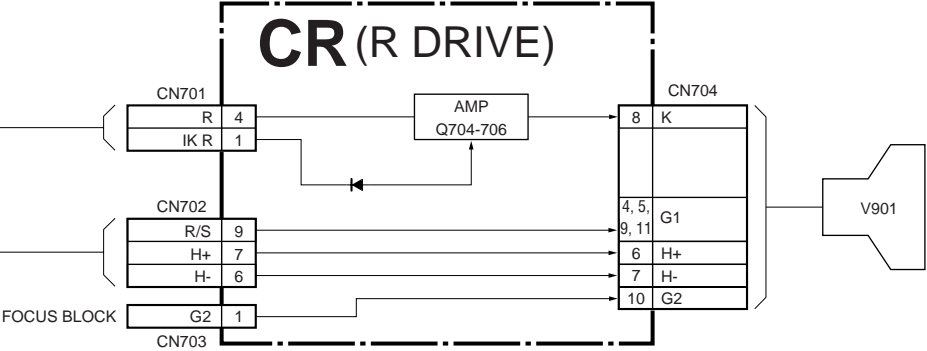 CR (R DRIVE)
CN701
R 4
IK R 1
AMP
Q704-706
CN704
8 K
4, 5,
9, 11 G1
6 H+
7 H-
10 G2
V901
CN702
R/S 9
H+ 7
H- 6
FOCUS BLOCK G2 1
CN703